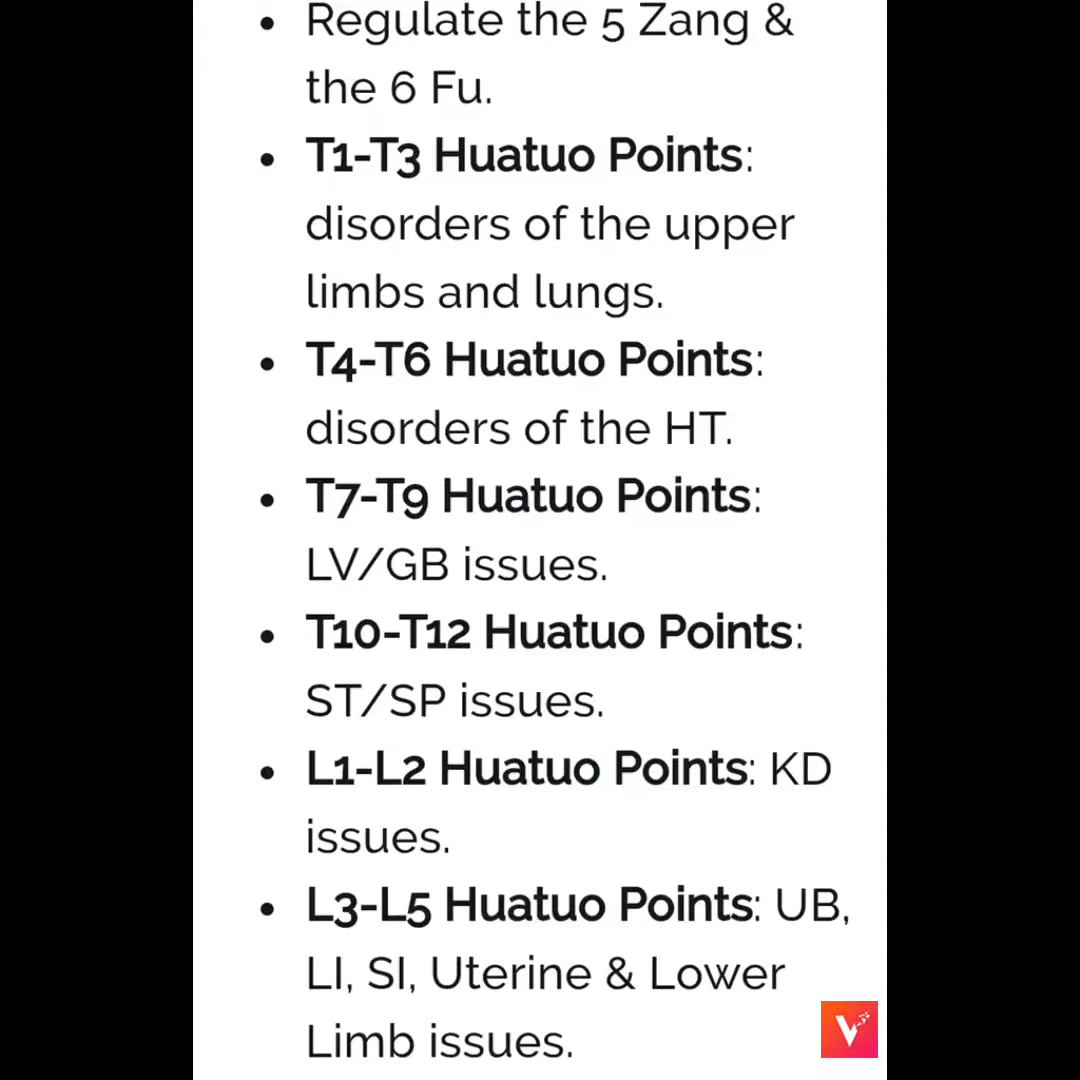 Regulate the 5 Zang &
the 6 Fu.
T1-T3 Huatuo Points:
disorders of the upper
limbs and lungs.
T4-T6 Huatuo Points:
disorders of the HT.
T7-T9 Huatuo Points:
LV/GB issues.
T10-T12 Huatuo Points:
ST/SP issues.
L1-L2 Huatuo Points: KD
issues.
L3-L5 Huatuo Points: UB,
LI, SI, Uterine & Lower
Limb issues.
V